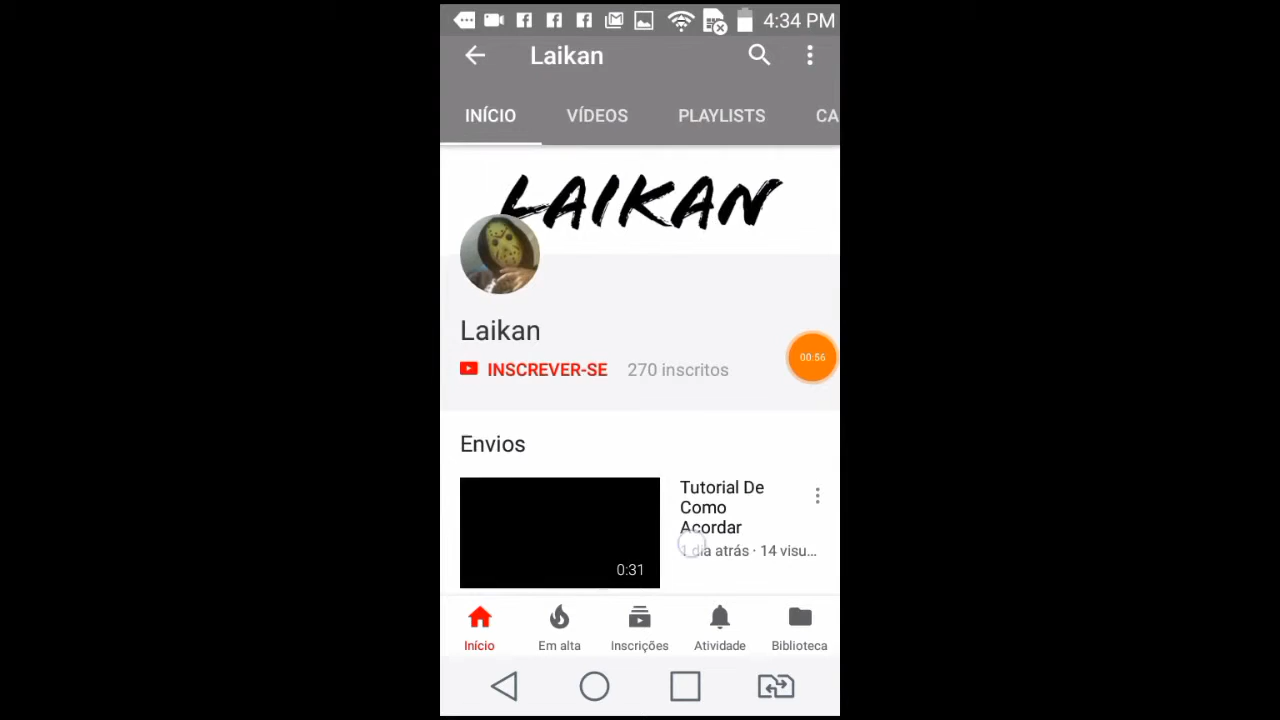 4:34 PM
Laikan
INÍCIO VÍDEOS PLAYLISTS CA
LAIKAN
Laikan
INSCREVER-SE 270 inscritos
00:56
Envios
Tutorial De
Como
Acordar
1 dia atrás · 14 visu...
0:31
Início Em alta Inscrições Atividade Biblioteca